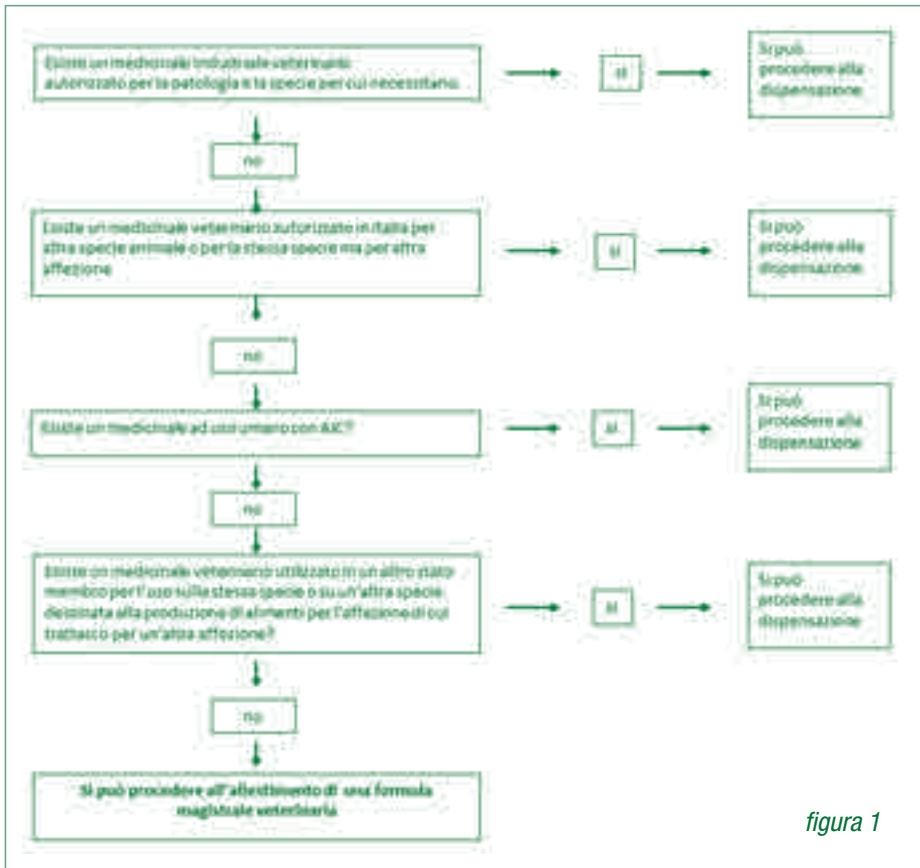 Esiste un medicinale industriale veterinario
autorizzato per la patologia e la specie per cui necessitano.
si
Si può
procedere alla
dispensazione
no
Esiste un medicinale veterinario autorizzato in Italia per
altra specie animale o per la stessa specie ma per altra
affezione
si
Si può
procedere alla
dispensazione
no
Esiste un medicinale ad uso umano con AIC?
si
Si può
procedere alla
dispensazione
no
Esiste un medicinale veterinario utilizzato in un altro stato
membro per l'uso sulla stessa specie o su un'altra specie
destinata alla produzione di alimenti per l'affezione di cui
trattasi o per un'altra affezione?
si
Si può
procedere alla
dispensazione
no
Si può procedere all'allestimento di una formula
magistrale veterinaria
figura 1